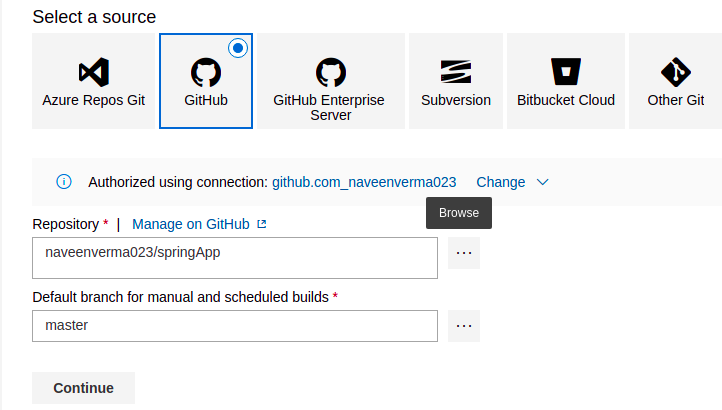 Select a source
Azure Repos Git
GitHub
GitHub Enterprise
Server
Subversion
Bitbucket Cloud
Other Git
Authorized using connection: github.com_naveenverma023 Change
Browse
Repository * | Manage on GitHub
naveenverma023/springApp
...
Default branch for manual and scheduled builds *
master
...
Continue